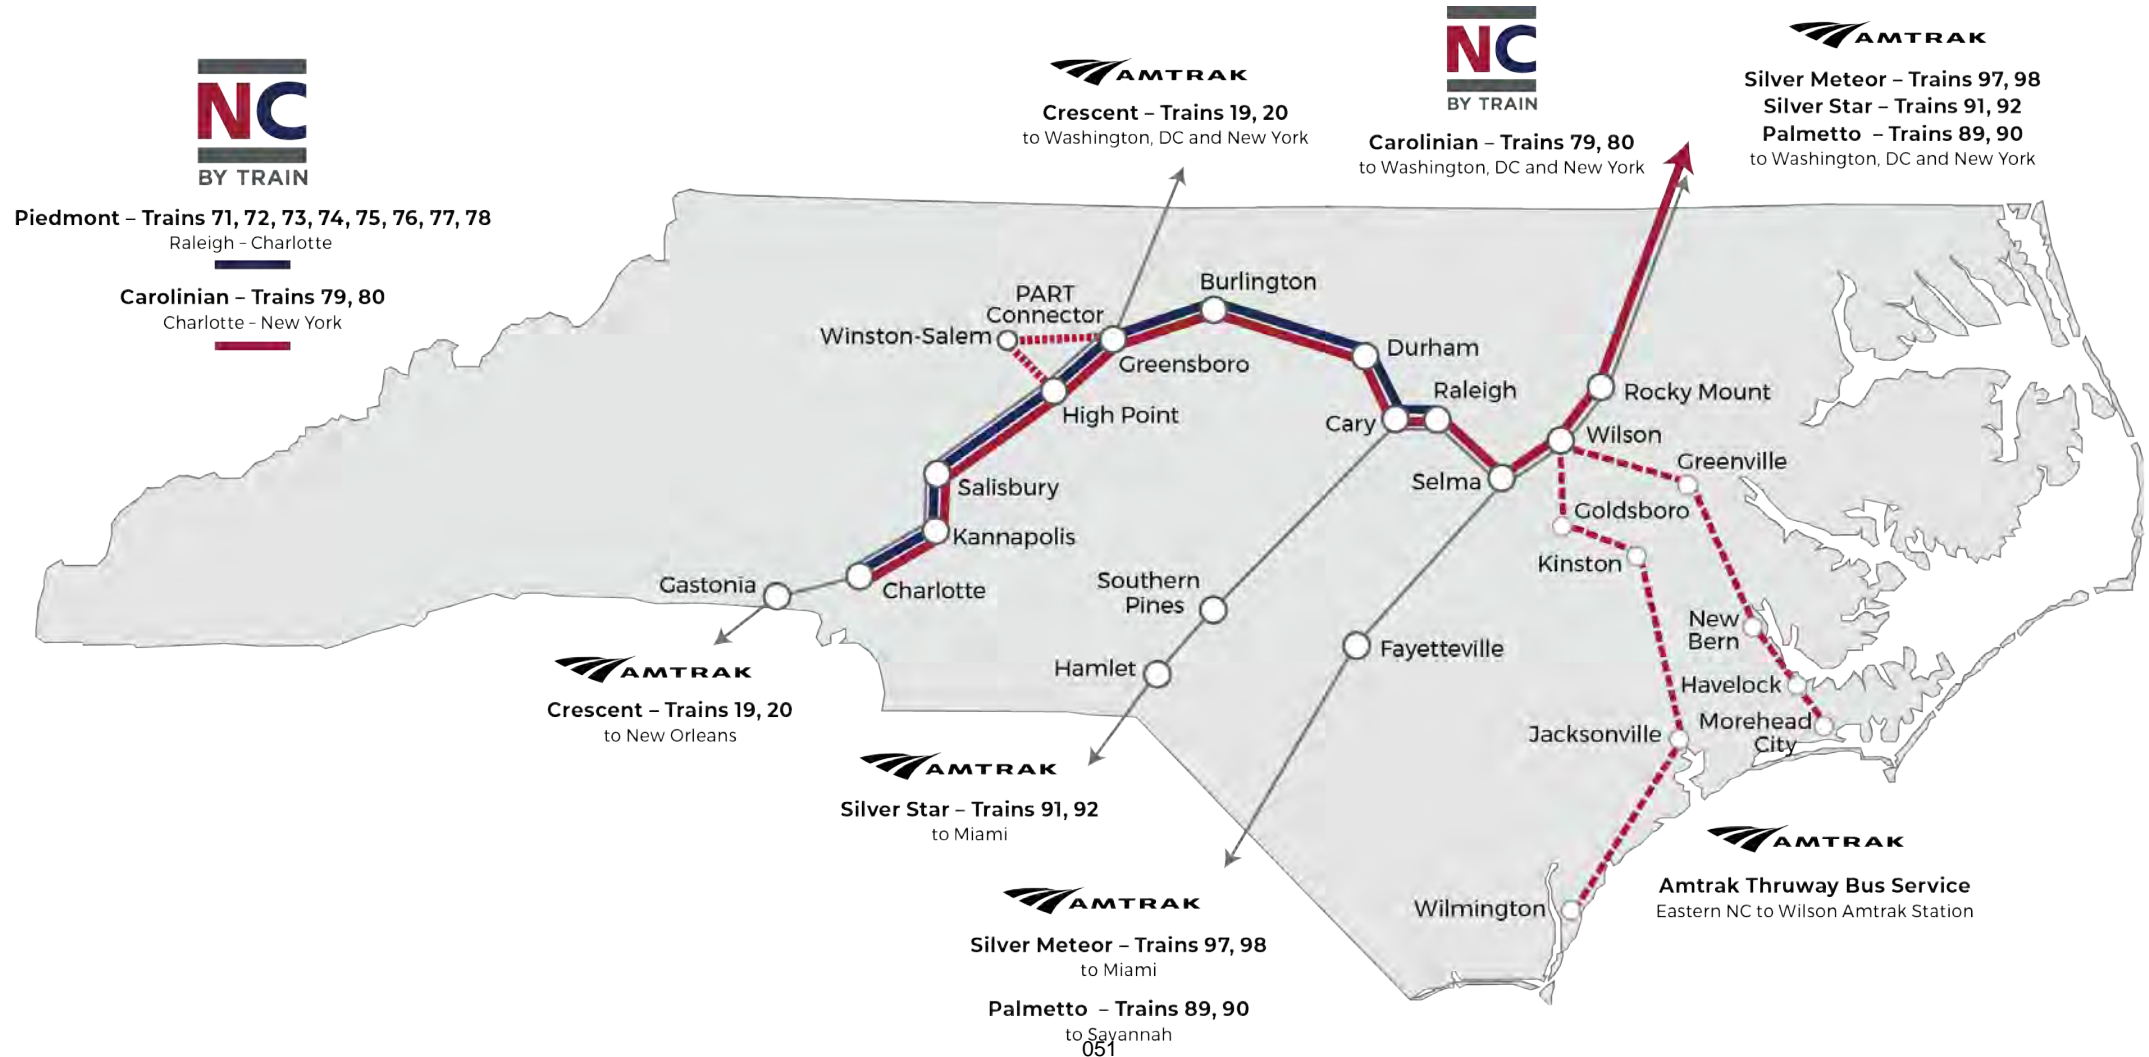 NC
BY TRAIN
Piedmont – Trains 71, 72, 73, 74, 75, 76, 77, 78
Raleigh – Charlotte
Carolinian – Trains 79, 80
Charlotte – New York
AMTRAK
Crescent – Trains 19, 20
to Washington, DC and New York
NC
BY TRAIN
Carolinian – Trains 79, 80
to Washington, DC and New York
AMTRAK
Silver Meteor – Trains 97, 98
Silver Star – Trains 91, 92
Palmetto – Trains 89, 90
to Washington, DC and New York
Burlington
PART
Connector
Winston-Salem
Greensboro
Durham
High Point
Raleigh
Cary
Rocky Mount
Wilson
Greenville
Selma
Salisbury
Goldsboro
Kannapolis
Kinston
Gastonia
Charlotte
Southern
Pines
New
Bern
Hamlet
Fayetteville
Havelock
Jacksonville
Morehead
City
Wilmington
AMTRAK
Crescent – Trains 19, 20
to New Orleans
AMTRAK
Silver Star – Trains 91, 92
to Miami
AMTRAK
Silver Meteor – Trains 97, 98
to Miami
Palmetto – Trains 89, 90
to Savannah
AMTRAK
Amtrak Thruway Bus Service
Eastern NC to Wilson Amtrak Station
051